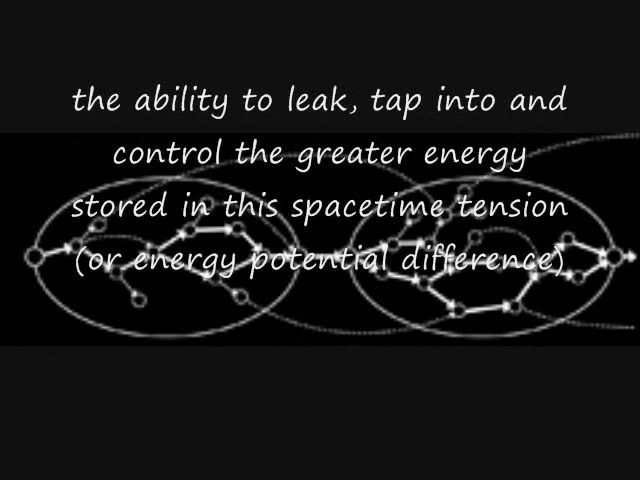 the ability to leak, tap into and
control the greater energy
stored in this spacetime tension
(or energy potential difference)